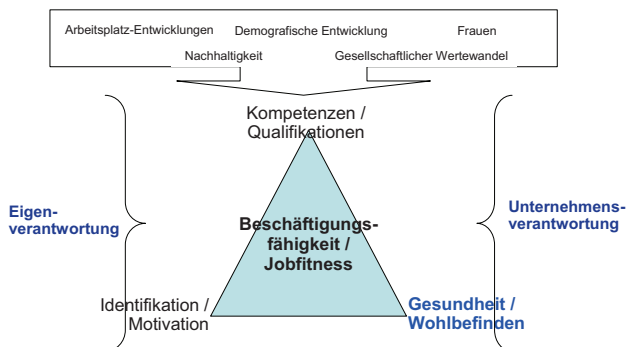 Arbeitsplatz-Entwicklungen Demografische Entwicklung Frauen
Nachhaltigkeit Gesellschaftlicher Wertewandel
Kompetenzen /
Qualifikationen
Eigen-
verantwortung
Beschäftigungs-
fähigkeit /
Jobfitness
Unternehmens-
verantwortung
Identifikation /
Motivation
Gesundheit /
Wohlbefinden